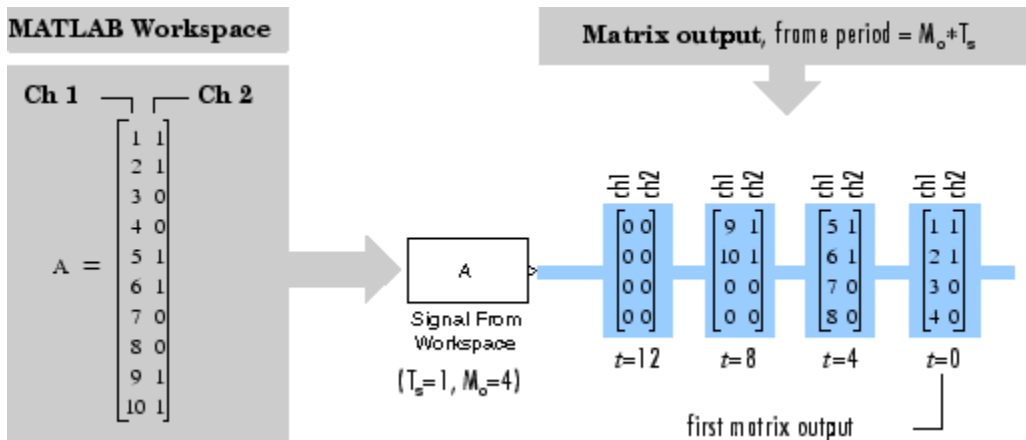 MATLAB Workspace
Matrix output, frame period = Mo*Ts
Ch 1 Ch 2
1 1
2 1
3 0
4 0
A = 5 1
6 1
7 0
8 0
9 1
10 1
A
Signal From
Workspace
(Ts=1, Mo=4)
ch1 ch2 ch1 ch2 ch1 ch2 ch1 ch2
0 0 9 1 5 1 1 1
0 0 10 1 6 1 2 1
0 0 0 0 7 0 3 0
0 0 0 0 8 0 4 0
t=12 t=8 t=4 t=0
first matrix output